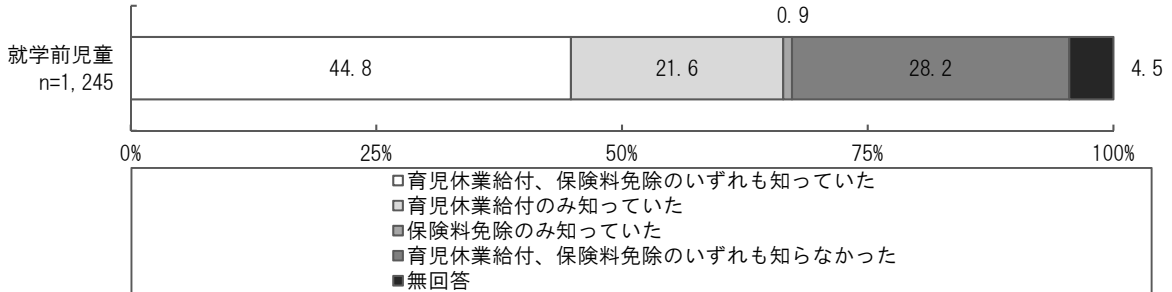 0.9
就学前児童
n=1,245
44.8
21.6
28.2
4.5
0% 25% 50% 75% 100%
□育児休業給付、保険料免除のいずれも知っていた
■育児休業給付のみ知っていた
■保険料免除のみ知っていた
■育児休業給付、保険料免除のいずれも知らなかった
■無回答